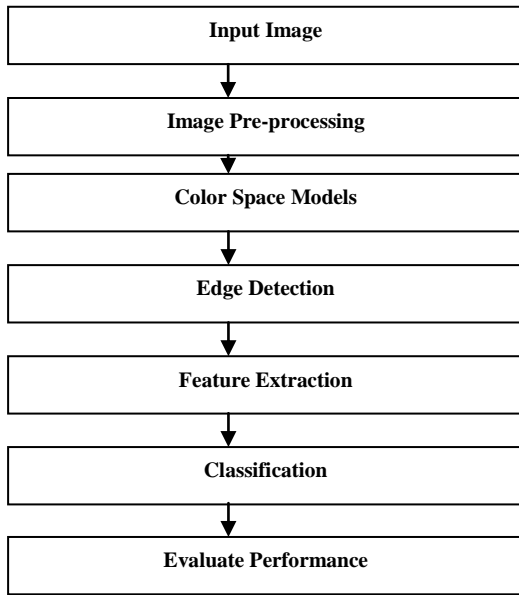 Input Image
Image Pre-processing
Color Space Models
Edge Detection
Feature Extraction
Classification
Evaluate Performance